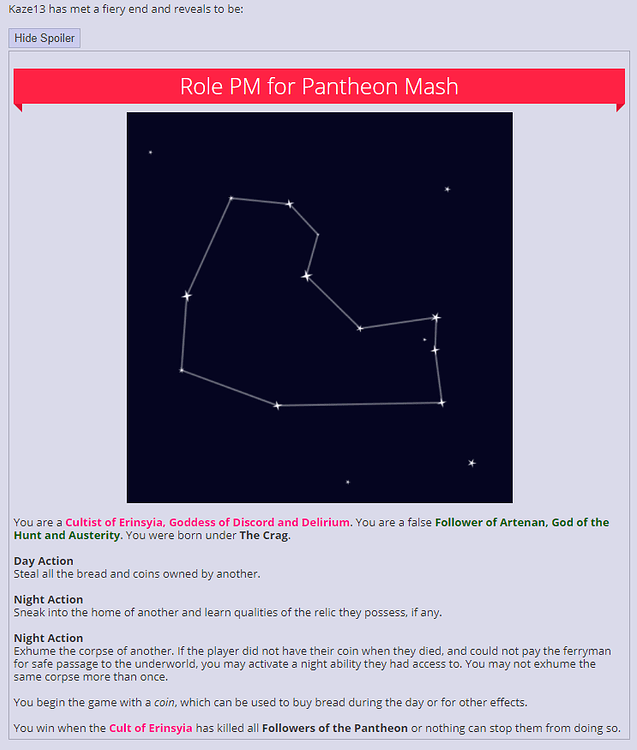 Kaze13 has met a fiery end and reveals to be:
Hide Spoiler
Role PM for Pantheon Mash
You are a Cultist of Erinsyia, Goddess of Discord and Delirium. You are a false Follower of Artenan, God of the
Hunt and Austerity. You were born under The Crag.
Day Action
Steal all the bread and coins owned by another.
Night Action
Sneak into the home of another and learn qualities of the relic they possess, if any.
Night Action
Exhume the corpse of another. If the player did not have their coin when they died, and could not pay the ferryman
for safe passage to the underworld, you may activate a night ability they had access to. You may not exhume the
same corpse more than once.
You begin the game with a coin, which can be used to buy bread during the day or for other effects.
You win when the Cult of Erinsyia has killed all Followers of the Pantheon or nothing can stop them from doing so.